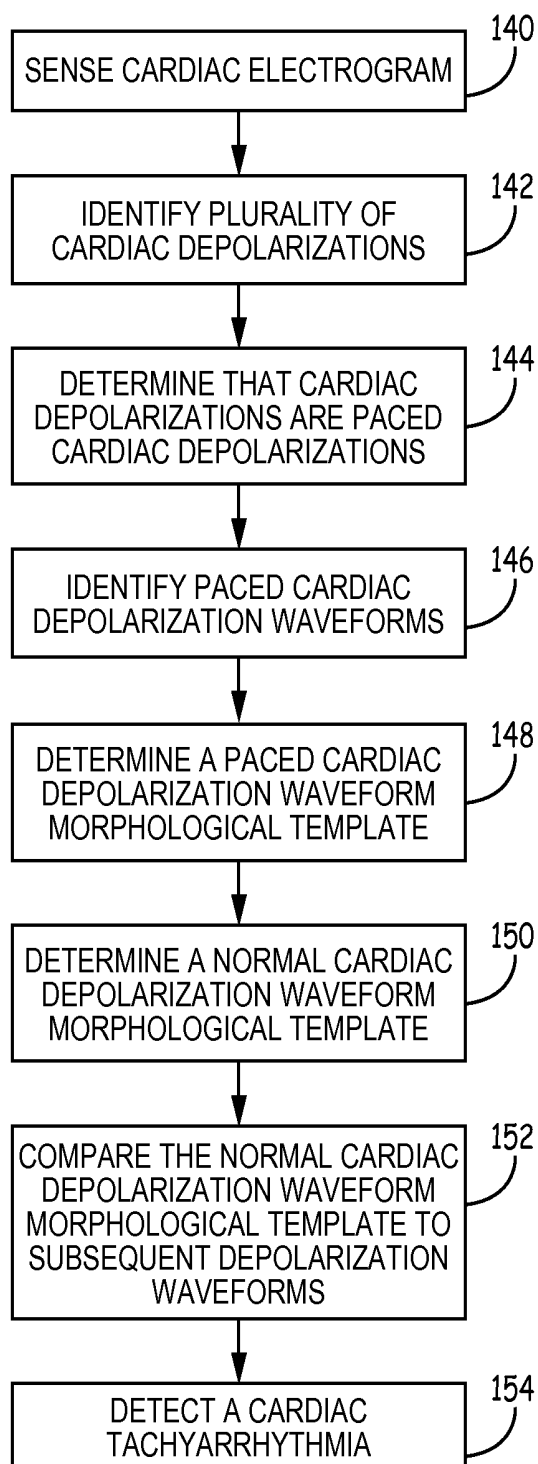 140
SENSE CARDIAC ELECTROGRAM
142
IDENTIFY PLURALITY OF
CARDIAC DEPOLARIZATIONS
144
DETERMINE THAT CARDIAC
DEPOLARIZATIONS ARE PACED
CARDIAC DEPOLARIZATIONS
146
IDENTIFY PACED CARDIAC
DEPOLARIZATION WAVEFORMS
148
DETERMINE A PACED CARDIAC
DEPOLARIZATION WAVEFORM
MORPHOLOGICAL TEMPLATE
150
DETERMINE A NORMAL CARDIAC
DEPOLARIZATION WAVEFORM
MORPHOLOGICAL TEMPLATE
152
COMPARE THE NORMAL CARDIAC
DEPOLARIZATION WAVEFORM
MORPHOLOGICAL TEMPLATE TO
SUBSEQUENT DEPOLARIZATION
WAVEFORMS
154
DETECT A CARDIAC
TACHYARRHYTHMIA